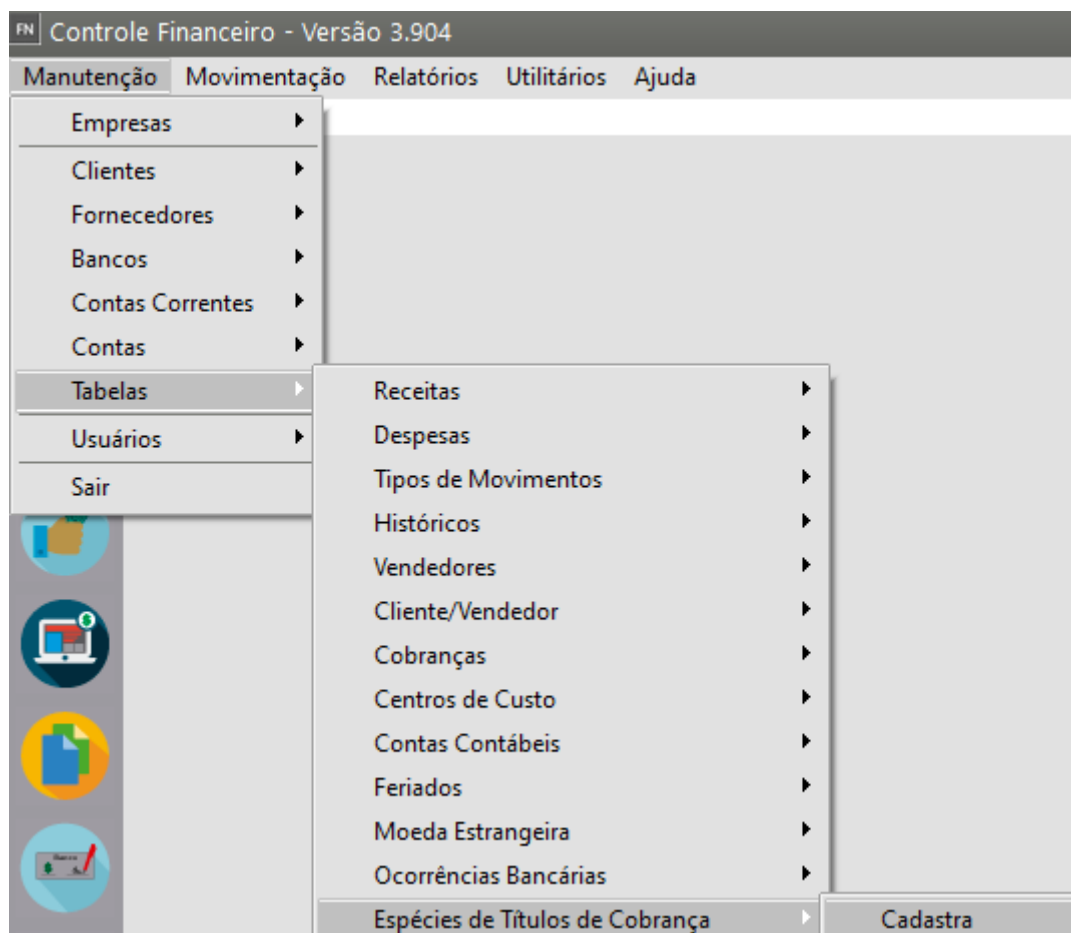 FN Controle Financeiro - Versão 3.904
Manutenção Movimentação Relatórios Utilitários Ajuda
Empresas
Clientes
Fornecedores
Bancos
Contas Correntes
Contas
Tabelas
Usuários
Sair
Receitas
Despesas
Tipos de Movimentos
Históricos
Vendedores
Cliente/Vendedor
Cobranças
Centros de Custo
Contas Contábeis
Feriados
Moeda Estrangeira
Ocorrências Bancárias
Espécies de Títulos de Cobrança
Cadastra